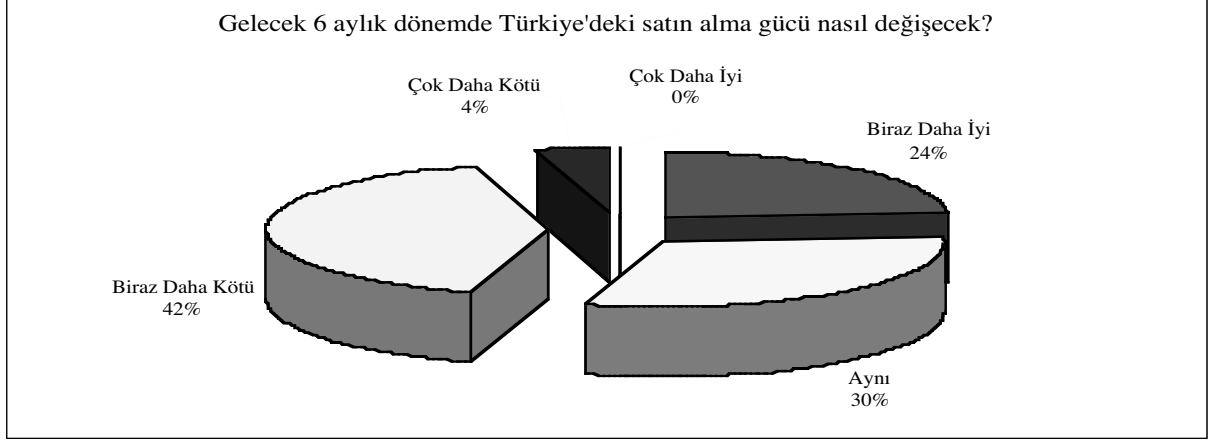 Gelecek 6 aylık dönemde Türkiye'deki satın alma gücü nasıl değişecek?
Çok Daha Kötü
4%
Çok Daha İyi
0%
Biraz Daha İyi
24%
Biraz Daha Kötü
42%
Aynı
30%